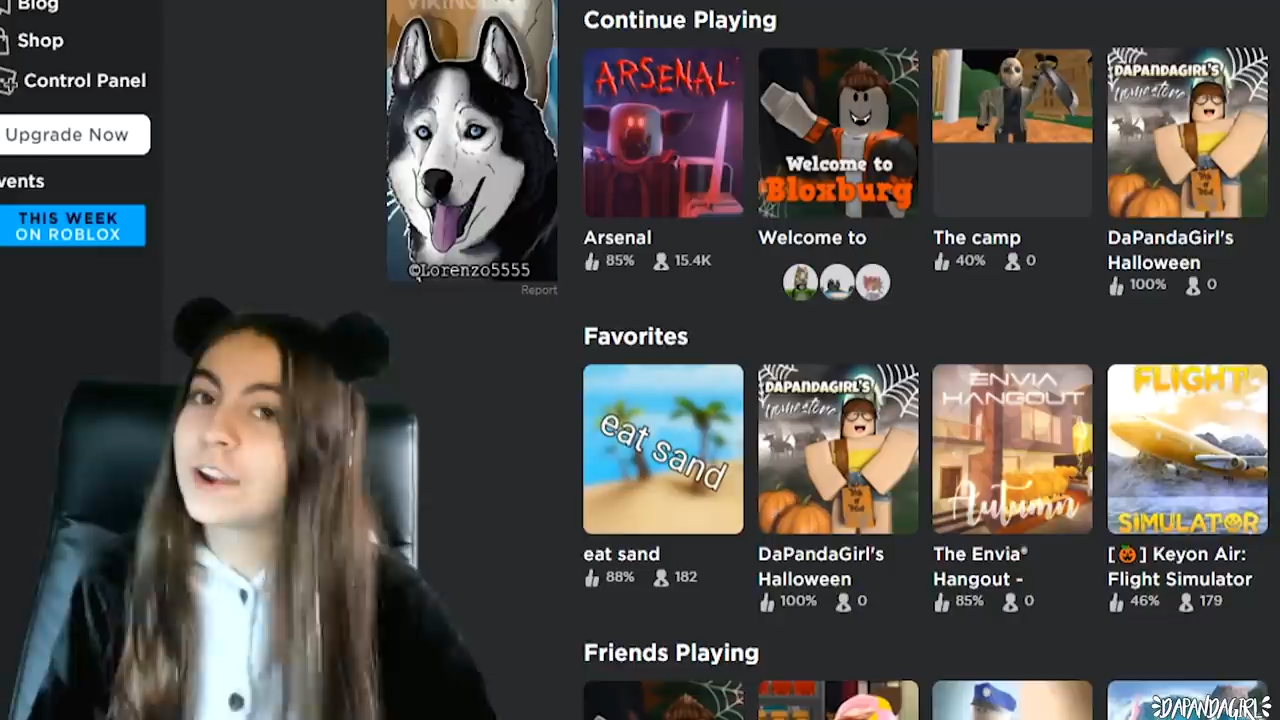 Blog
Shop
Control Panel
Upgrade Now
vents
THIS WEEK
ON ROBLOX
VIKING
©Lorenzo5555
Report
Continue Playing
ARSENAL
Welcome to
Bloxburg
DAPANDAGIRL'S
Homestore
Arsenal
85% 15.4K
Welcome to
The camp
40% 0
DaPandaGirl's
Halloween
100% 0
Favorites
eat sand
DAPANDAGIRL'S
Homestore
ENVIA
HANGOUT
Autumn
FLIGHT
SIMULATOR
eat sand
88% 182
DaPandaGirl's
Halloween
100% 0
The Envia®
Hangout -
85% 0
[🎃] Keyon Air:
Flight Simulator
46% 179
Friends Playing
DAPANDAGIRL